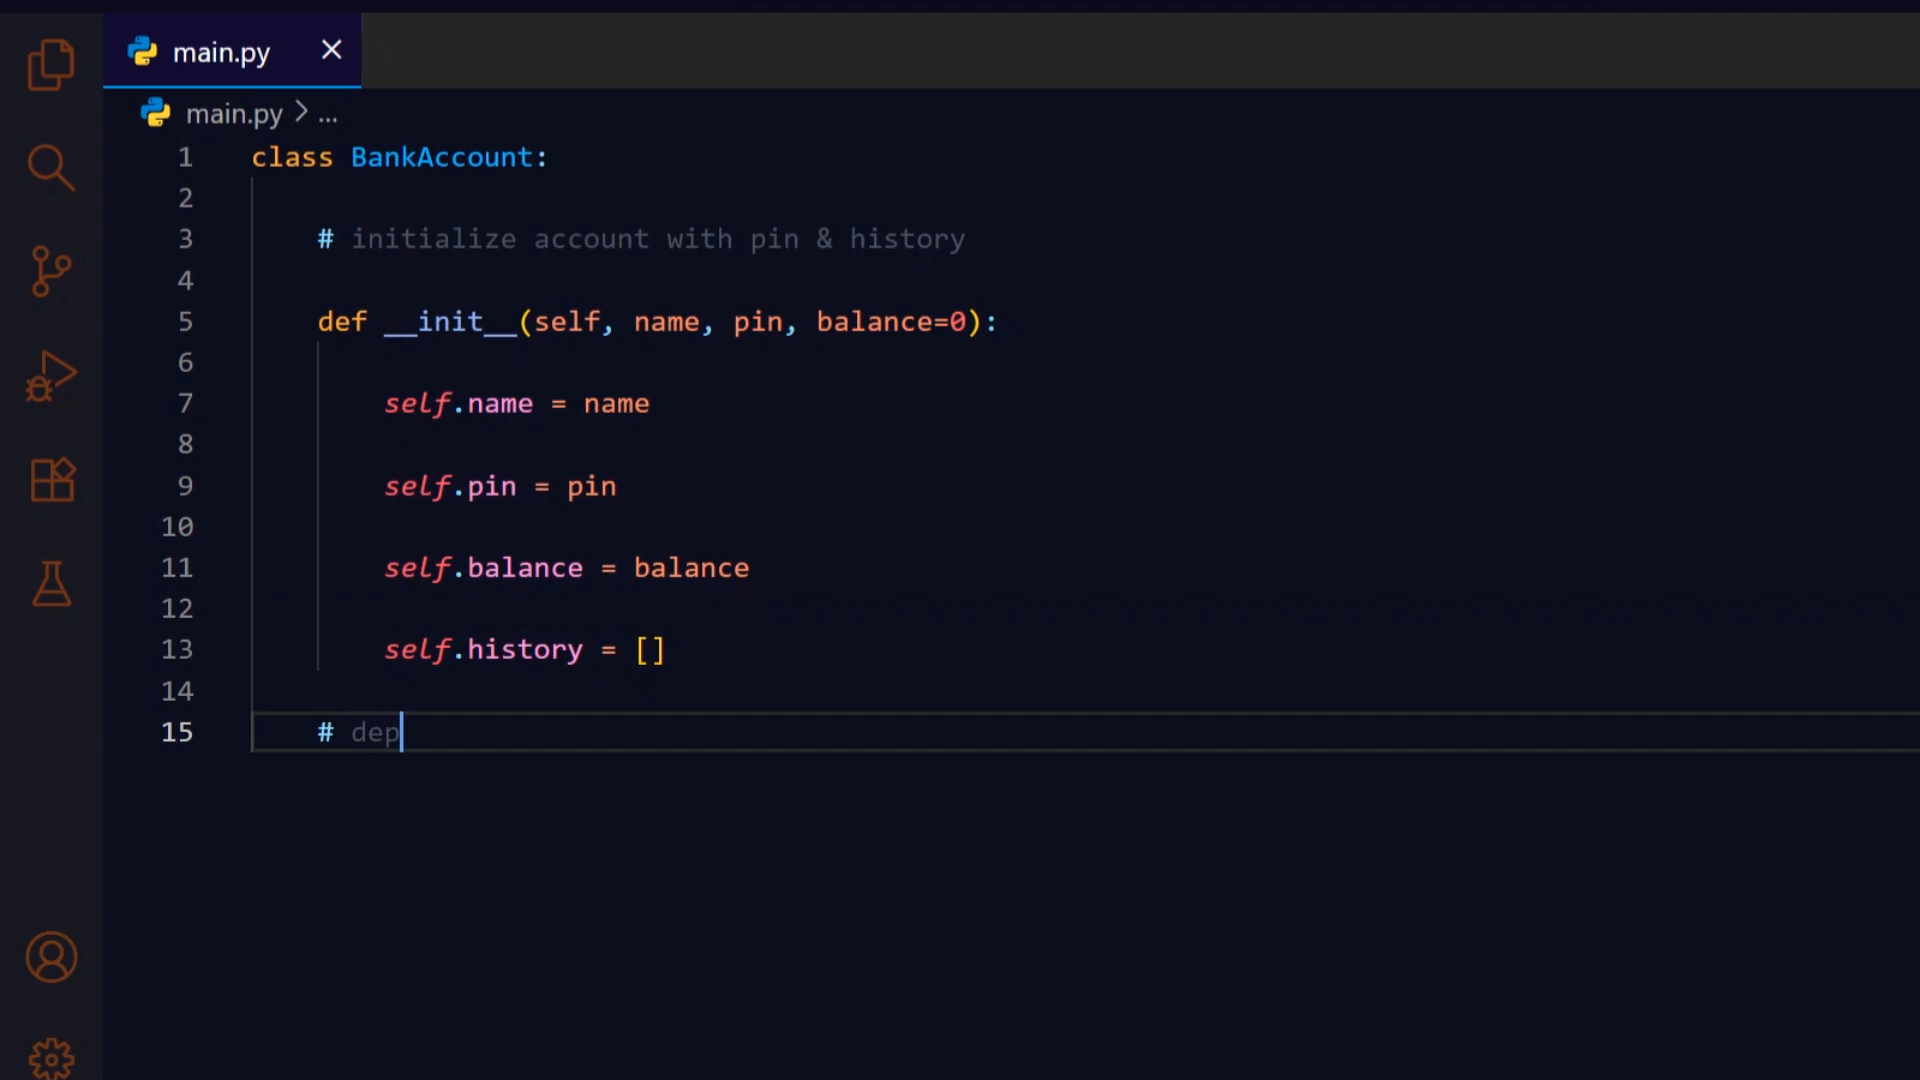 main.py
main.py > ...
1 class BankAccount:
2
3 # initialize account with pin & history
4
5 def __init__(self, name, pin, balance=0):
6
7 self.name = name
8
9 self.pin = pin
10
11 self.balance = balance
12
13 self.history = []
14
15 # dep